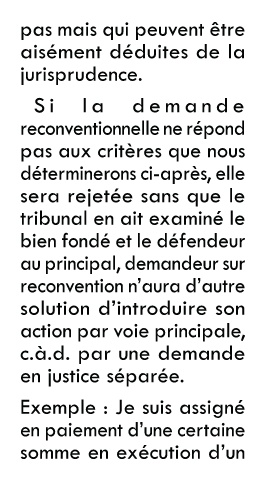 pas mais qui peuvent être
aisément déduites de la
jurisprudence.
Si la demande
reconventionnelle ne répond
pas aux critères que nous
déterminerons ci-après, elle
sera rejetée sans que le
tribunal en ait examiné le
bien fondé et le défendeur
au principal, demandeur sur
reconvention n'aura d'autre
solution d'introduire son
action par voie principale,
c.à.d. par une demande
en justice séparée.
Exemple : Je suis assigné
en paiement d'une certaine
somme en exécution d'un